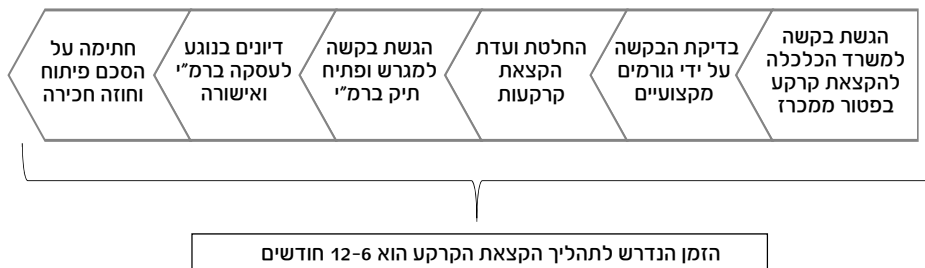 הגשת בקשה
למשרד הכלכלה
להקצאת קרקע
בפטור ממכרז
בדיקת הבקשה
על ידי גורמים
מקצועיים
החלטת ועדת
הקצאת
קרקעות
הגשת בקשה
למגרש ופתיח
תיק ברמ"י
דיונים בנוגע
לעסקה ברמ"י
ואישורה
חתימה על
הסכם פיתוח
וחוזה חכירה
הזמן הנדרש לתהליך הקצאת הקרקע הוא 12-6 חודשים